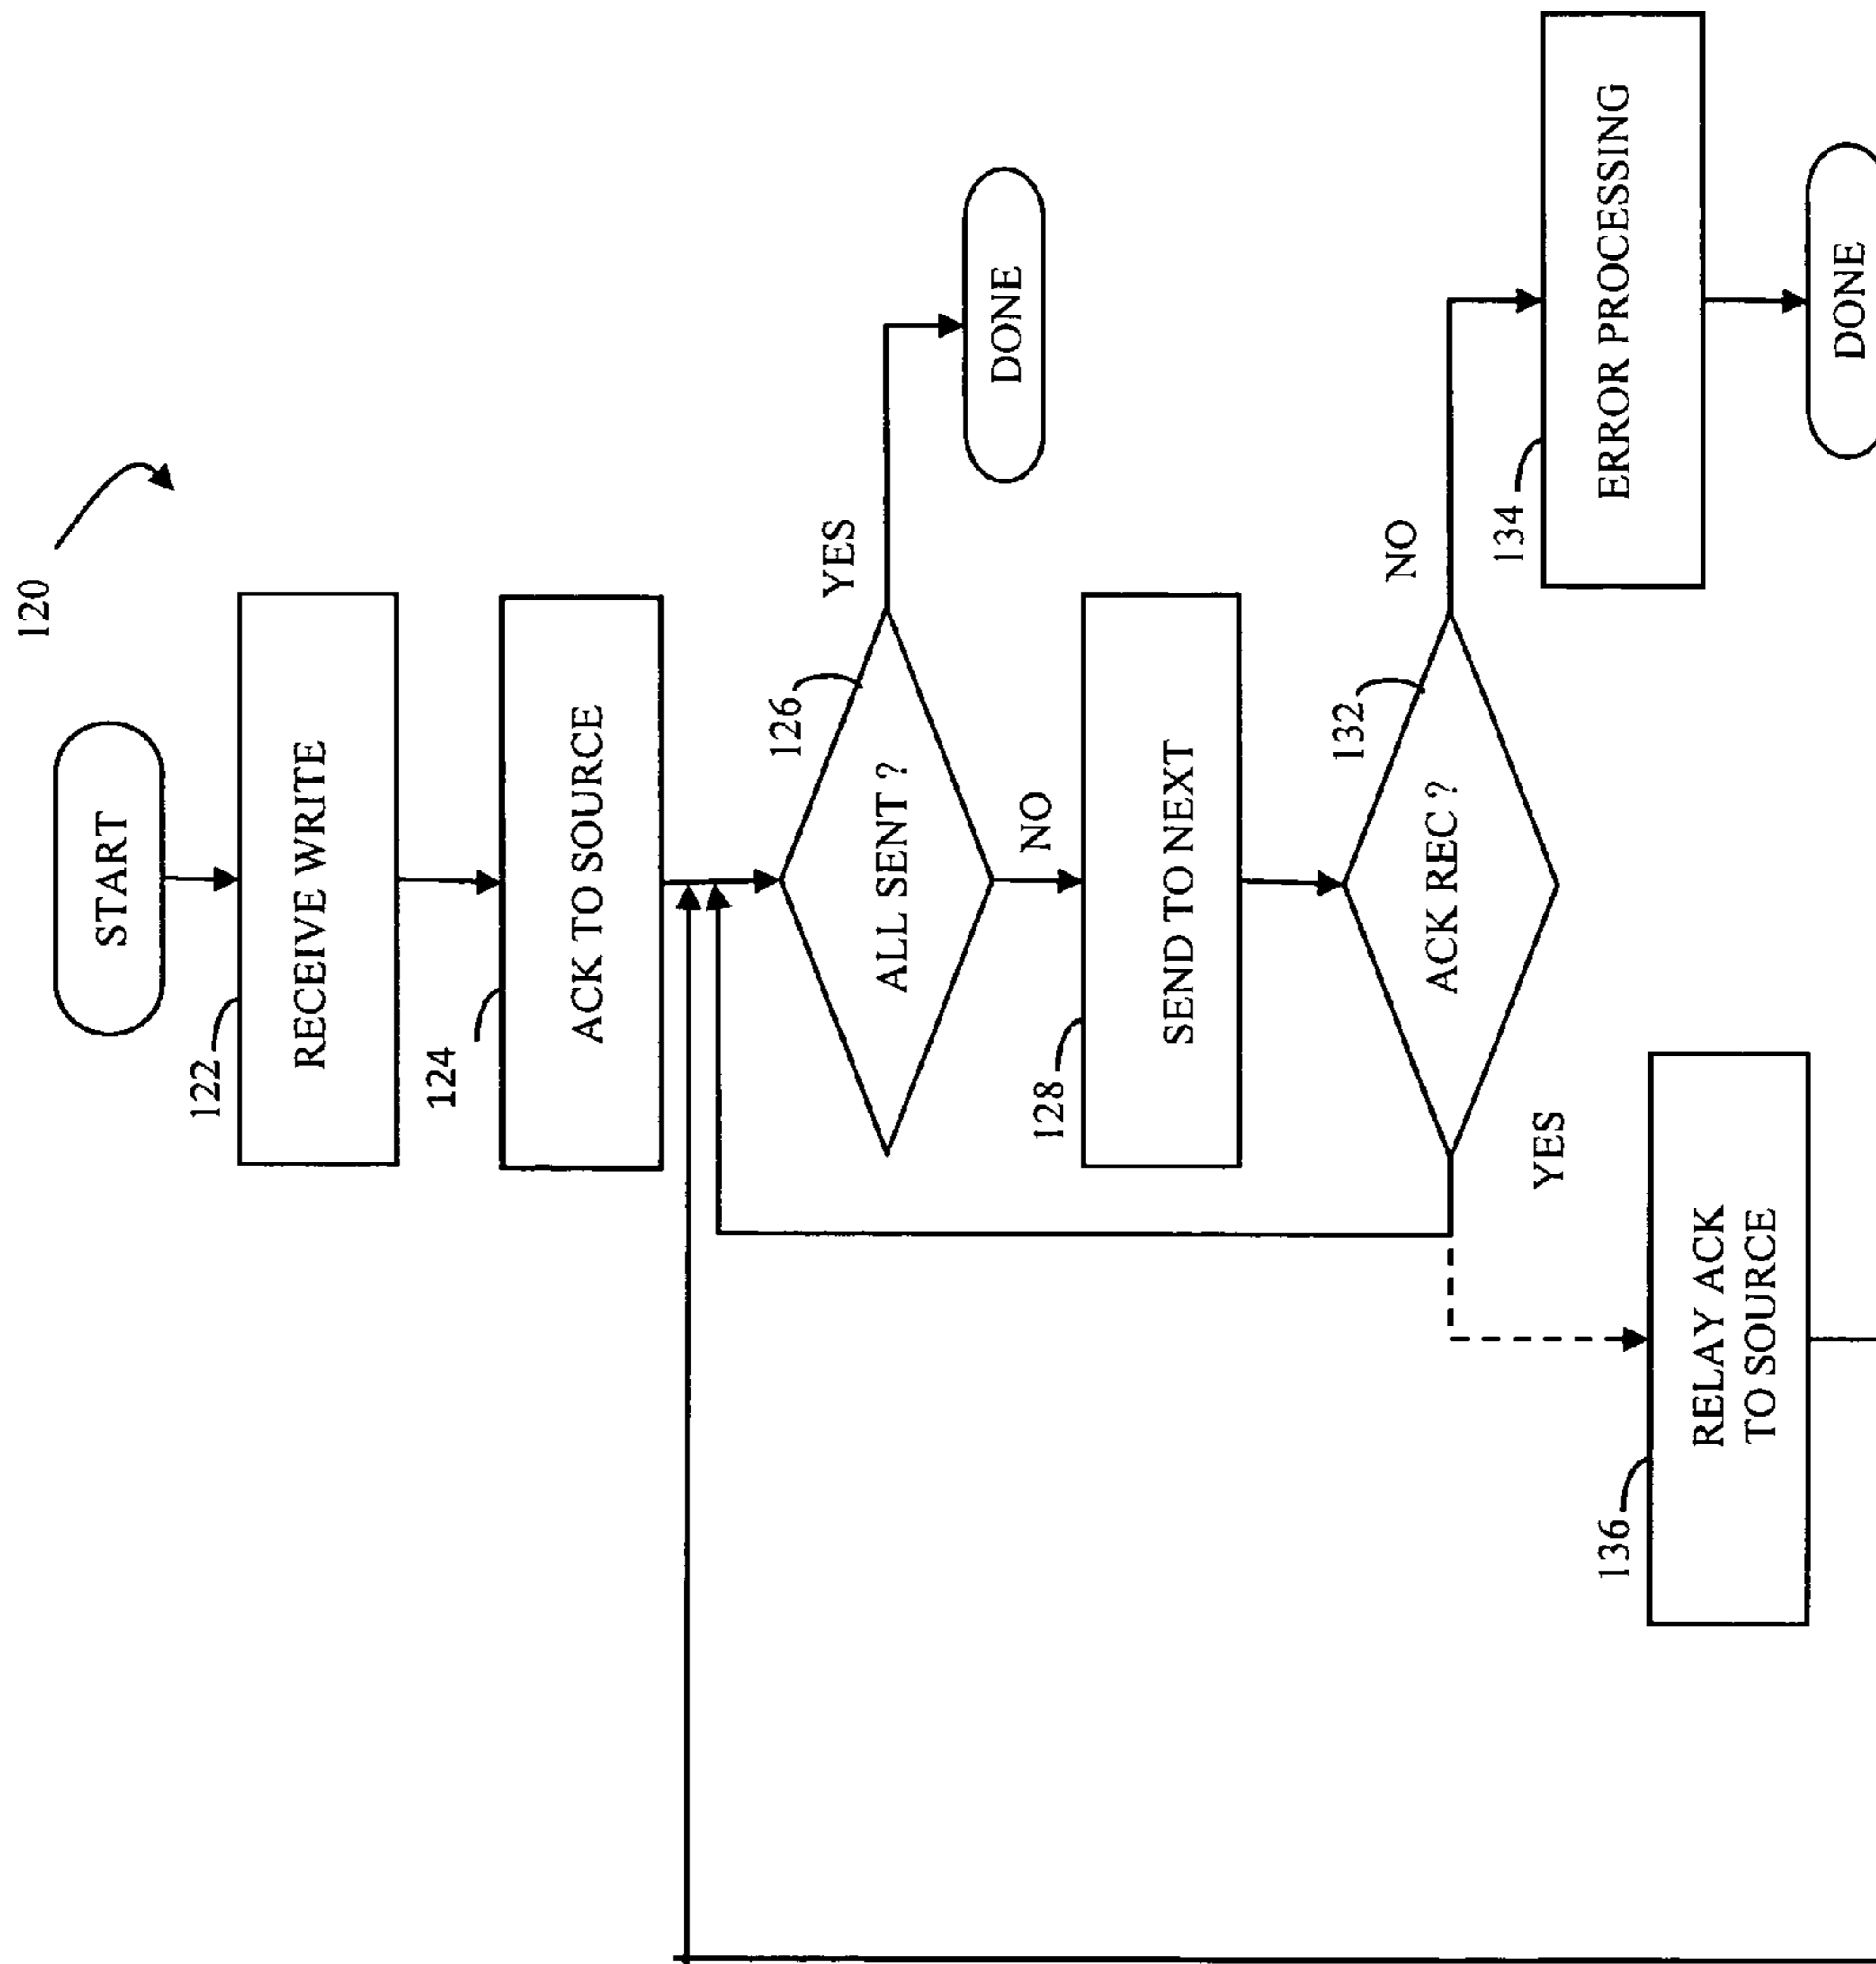 120
START
122
RECEIVE WRITE
124
ACK TO SOURCE
126
ALL SENT ?
YES
DONE
NO
128
SEND TO NEXT
132
ACK REC ?
NO
134
ERROR PROCESSING
DONE
YES
136
RELAY ACK
TO SOURCE